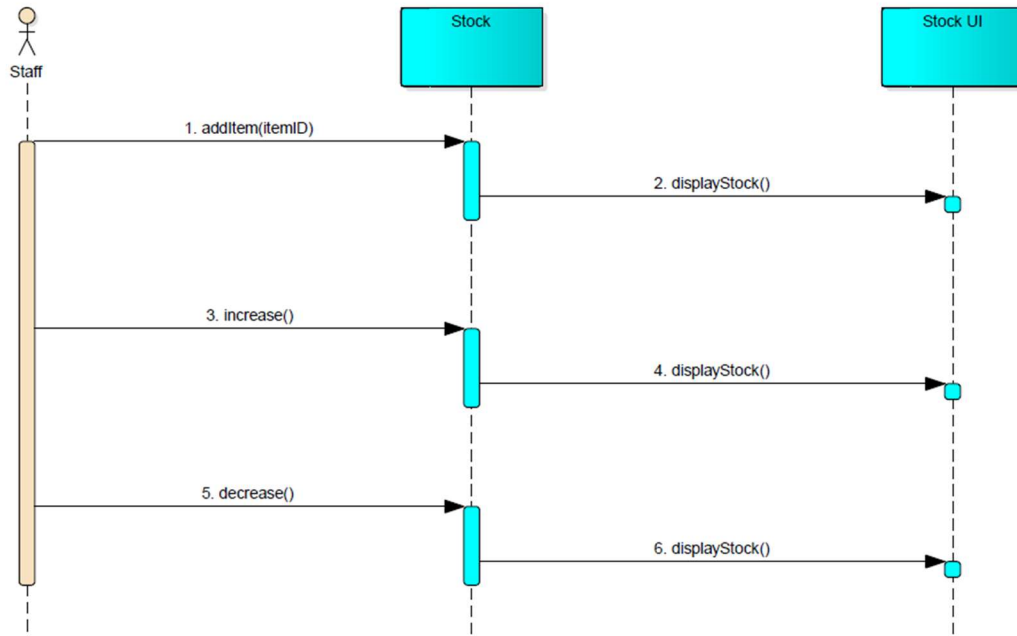 Stock
Stock UI
Staff
1. addItem(itemID)
2. displayStock()
3. increase()
4. displayStock()
5. decrease()
6. displayStock()